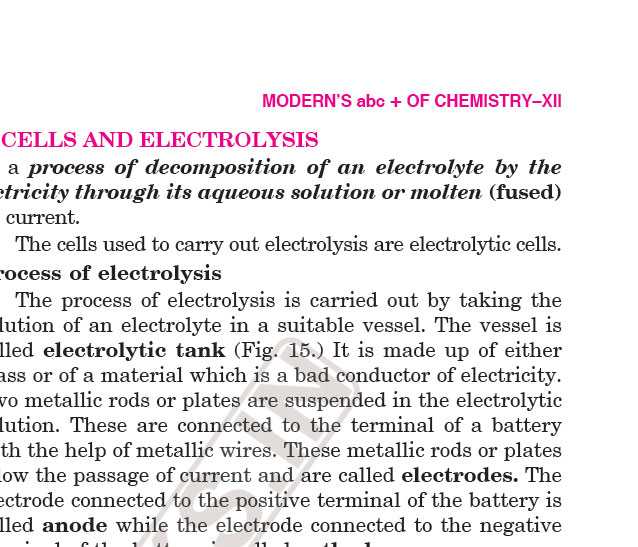 MODERN'S abc + OF CHEMISTRY–XII
CELLS AND ELECTROLYSIS
a process of decomposition of an electrolyte by the
ctricity through its aqueous solution or molten (fused)
current.
The cells used to carry out electrolysis are electrolytic cells.
rocess of electrolysis
The process of electrolysis is carried out by taking the
lution of an electrolyte in a suitable vessel. The vessel is
lled electrolytic tank (Fig. 15.) It is made up of either
ass or of a material which is a bad conductor of electricity.
wo metallic rods or plates are suspended in the electrolytic
lution. These are connected to the terminal of a battery
th the help of metallic wires. These metallic rods or plates
low the passage of current and are called electrodes. The
ectrode connected to the positive terminal of the battery is
lled anode while the electrode connected to the negative
S.IN